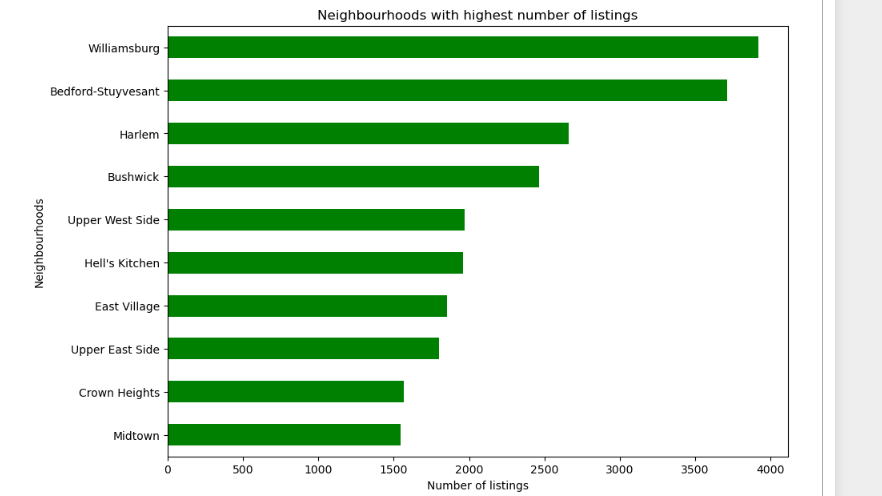 Neighbourhoods with highest number of listings
Williamsburg
Bedford-Stuyvesant
Harlem
Bushwick
Upper West Side
Hell's Kitchen
East Village
Upper East Side
Crown Heights
Midtown
Neighbourhoods
0 500 1000 1500 2000 2500 3000 3500 4000
Number of listings